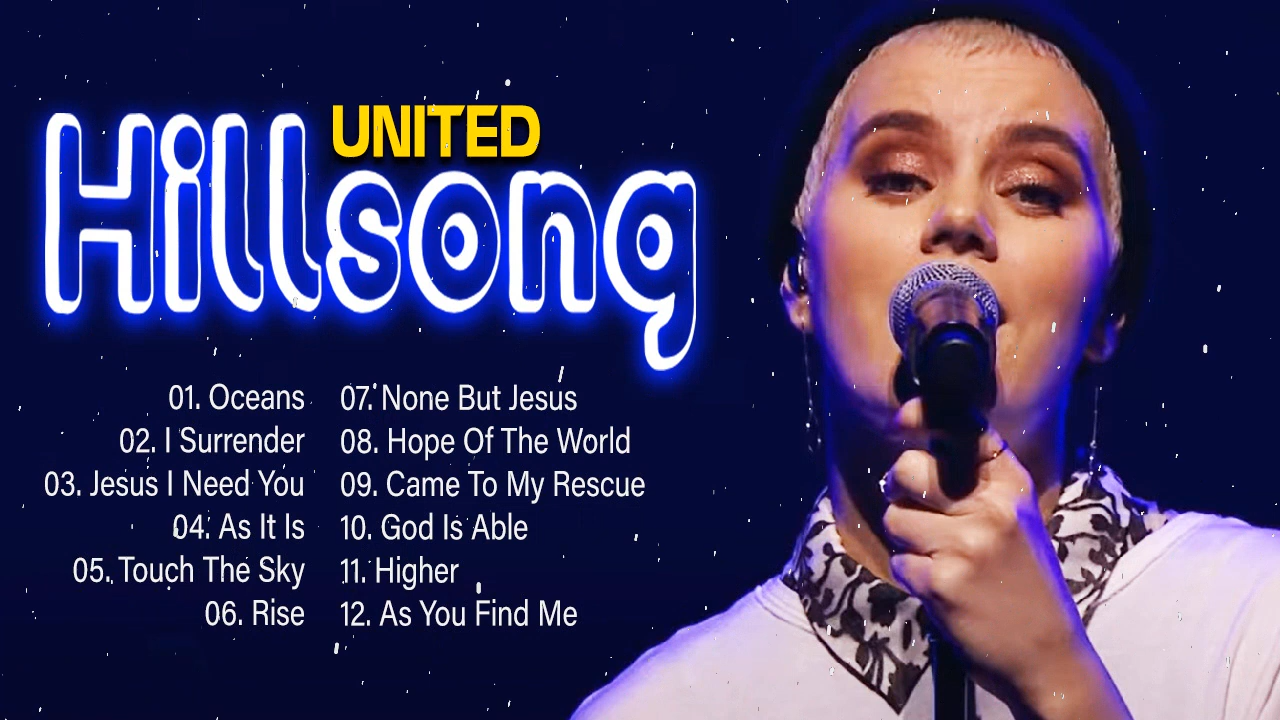 UNITED
Hillsong
01. Oceans
02. I Surrender
03. Jesus I Need You
04. As It Is
05. Touch The Sky
06. Rise
07. None But Jesus
08. Hope Of The World
09. Came To My Rescue
10. God Is Able
11. Higher
12. As You Find Me